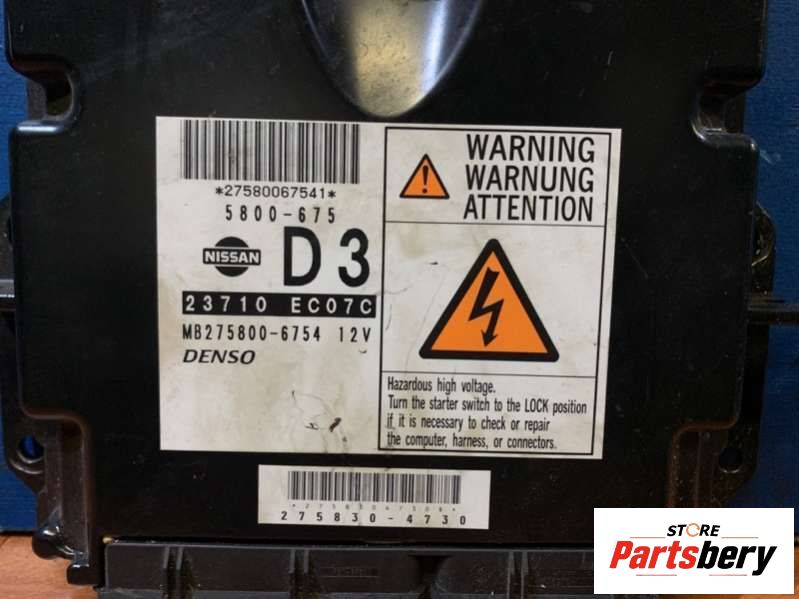 *27580067541*
5800-675
NISSAN
D3
23710 EC07C
MB275800-6754 12V
DENSO
WARNING
WARNUNG
ATTENTION
Hazardous high voltage.
Turn the starter switch to the LOCK position
if it is necessary to check or repair
the computer, harness, or connectors.
275830-4730
STORE
Partsbery